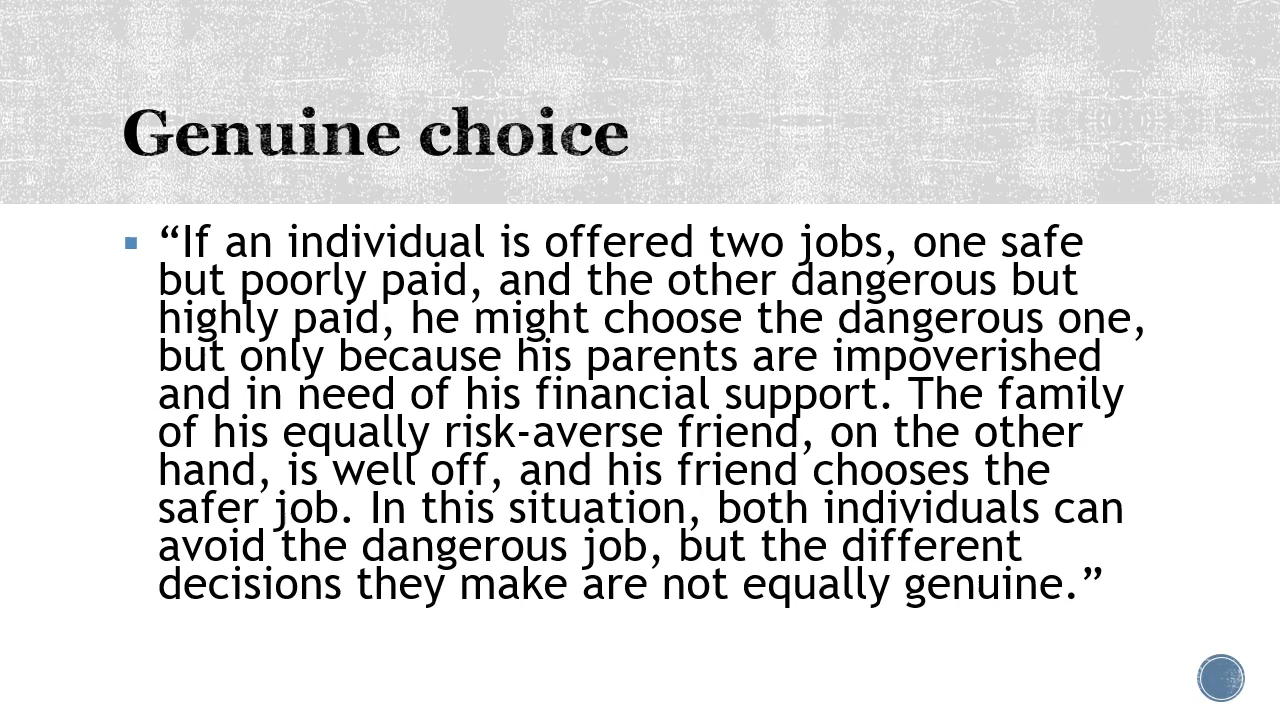 Genuine choice
“If an individual is offered two jobs, one safe
but poorly paid, and the other dangerous but
highly paid, he might choose the dangerous one,
but only because his parents are impoverished
and in need of his financial support. The family
of his equally risk-averse friend, on the other
hand, is well off, and his friend chooses the
safer job. In this situation, both individuals can
avoid the dangerous job, but the different
decisions they make are not equally genuine.”